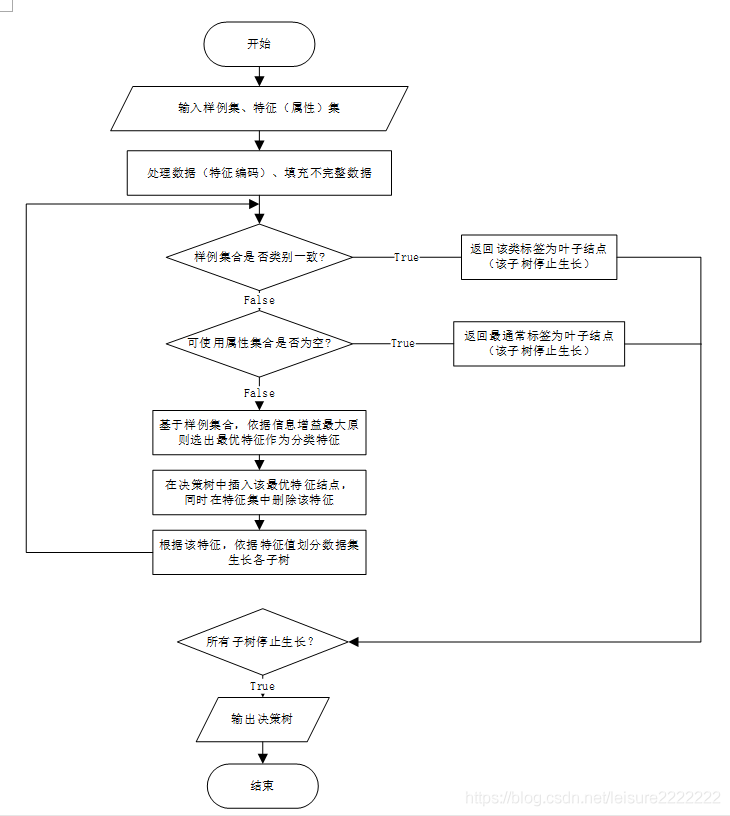 开始
输入样例集、特征（属性）集
处理数据（特征编码）、填充不完整数据
样例集合是否类别一致?
True
返回该类标签为叶子结点
（该子树停止生长）
False
可使用属性集合是否为空?
True
返回最通常标签为叶子结点
（该子树停止生长）
False
基于样例集合，依据信息增益最大原
则选出最优特征作为分类特征
在决策树中插入该最优特征结点，
同时在特征集中删除该特征
根据该特征，依据特征值划分数据集
生长各子树
所有子树停止生长?
True
输出决策树
结束
https://blog.csdn.net/leisure2222222